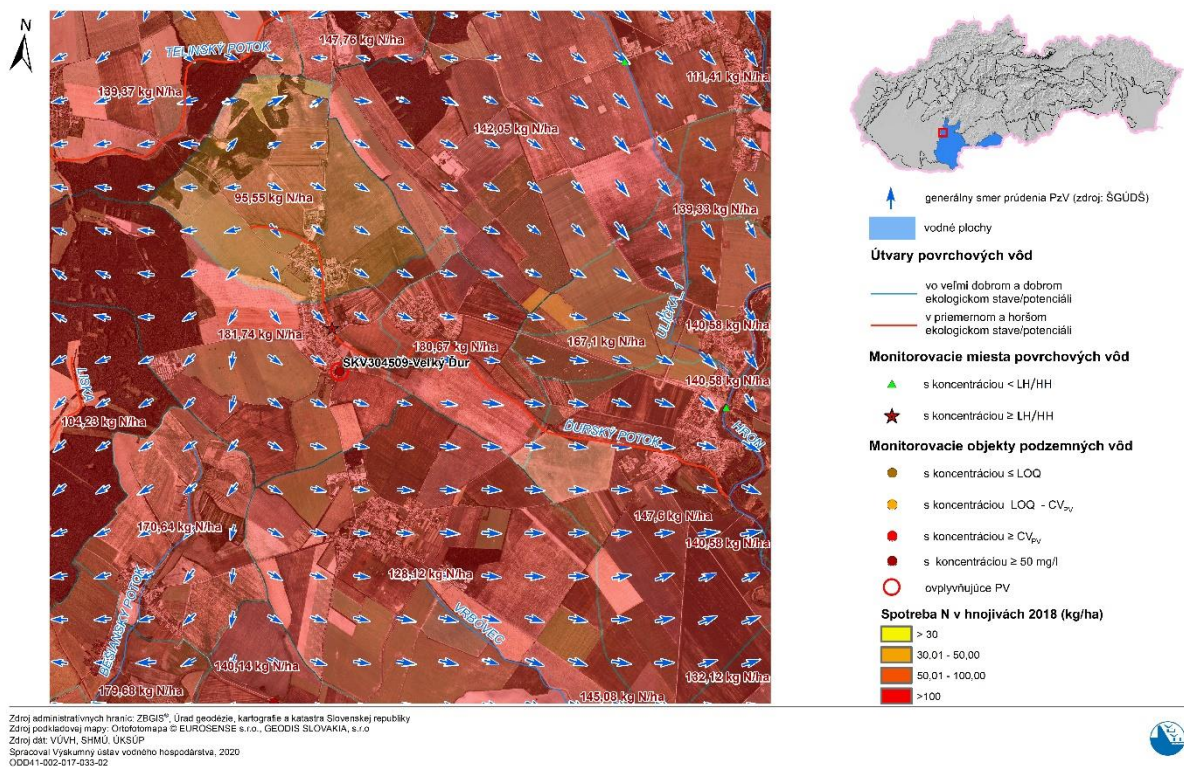 N
TELINSKÝ POTOK
147,76 kg N/ha
139,37 kg N/ha
111,41 kg N/ha
142,05 kg N/ha
95,55 kg N/ha
139,33 kg N/ha
LUŽIČKA_1
181,74 kg N/ha
180,67 kg N/ha
167,1 kg N/ha
140,58 kg N/ha
SKV304509-Veľký Ďur
140,58 kg N/ha
LISKA
104,23 kg N/ha
ĎURSKÝ POTOK
HRON
170,64 kg N/ha
147,6 kg N/ha
140,58 kg N/ha
128,12 kg N/ha
VRBOVEC
BEŠIANSKY POTOK
140,14 kg N/ha
132,12 kg N/ha
179,68 kg N/ha
145,08 kg N/ha
generálny smer prúdenia PzV (zdroj: ŠGÚDŠ)
vodné plochy
Útvary povrchových vôd
vo veľmi dobrom a dobrom
ekologickom stave/potenciáli
v priemernom a horšom
ekologickom stave/potenciáli
Monitorovacie miesta povrchových vôd
s koncentráciou < LH/HH
s koncentráciou ≥ LH/HH
Monitorovacie objekty podzemných vôd
s koncentráciou ≤ LOQ
s koncentráciou LOQ - CVPV
s koncentráciou ≥ CVPV
s koncentráciou ≥ 50 mg/l
ovplyvňujúce PV
Spotreba N v hnojivách 2018 (kg/ha)
> 30
30,01 - 50,00
50,01 - 100,00
>100
Zdroj administratívnych hraníc: ZBGIS®, Úrad geodézie, kartografie a katastra Slovenskej republiky
Zdroj podkladovej mapy: Ortofotomapa © EUROSENSE s.r.o., GEODIS SLOVAKIA, s.r.o
Zdroj dát: VÚVH, SHMÚ, ÚKSÚP
Spracoval Výskumný ústav vodného hospodárstva, 2020
ODD41-002-017-033-02